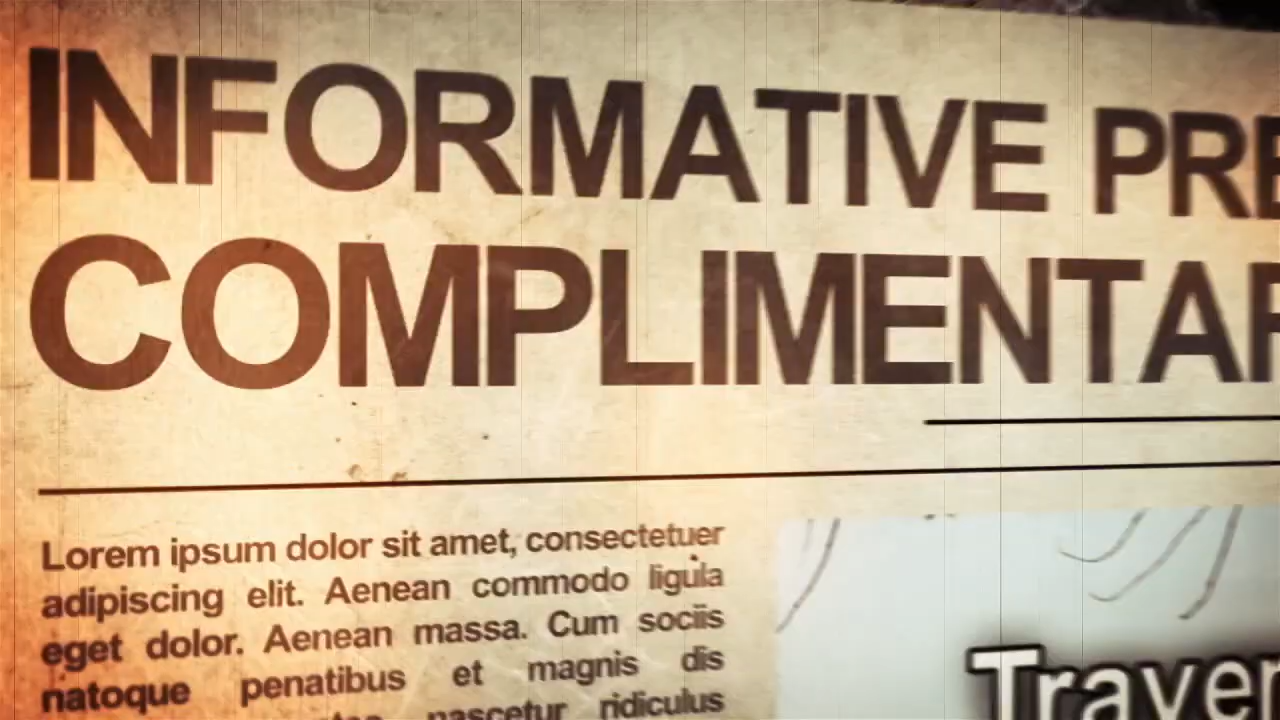 INFORMATIVE PRE
COMPLIMENTAR
Lorem ipsum dolor sit amet, consectetuer
adipiscing elit. Aenean commodo ligula
eget dolor. Aenean massa. Cum sociis
natoque penatibus et magnis dis
nascetur ridiculus
Traver